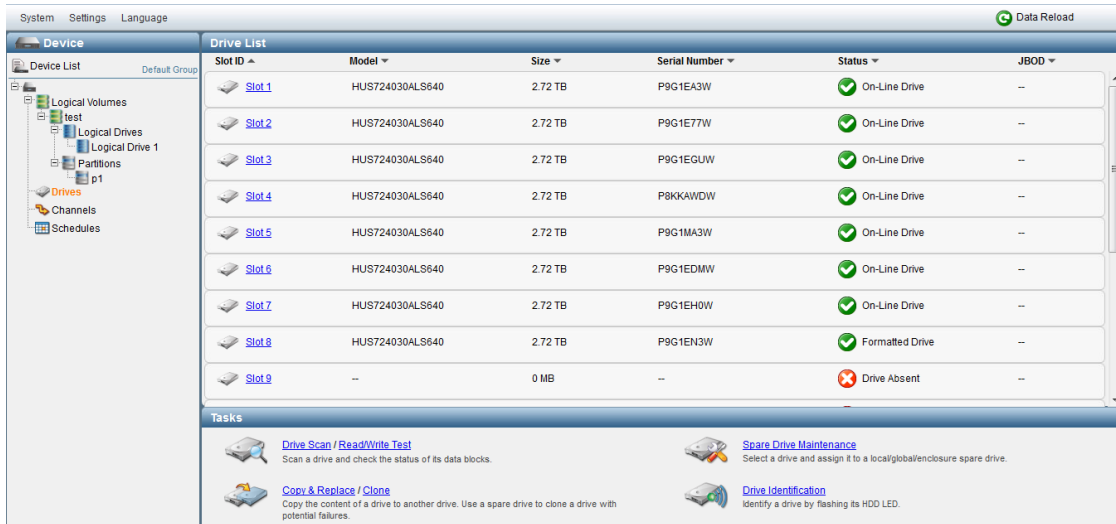 System Settings Language Data Reload
Device
Device List Default Group
Logical Volumes
test
Logical Drives
Logical Drive 1
Partitions
p1
Drives
Channels
Schedules
Drive List
Slot ID Model Size Serial Number Status JBOD
Slot 1 HUS724030ALS640 2.72 TB P9G1EA3W On-Line Drive --
Slot 2 HUS724030ALS640 2.72 TB P9G1E77W On-Line Drive --
Slot 3 HUS724030ALS640 2.72 TB P9G1EGUW On-Line Drive --
Slot 4 HUS724030ALS640 2.72 TB P8KKAWDW On-Line Drive --
Slot 5 HUS724030ALS640 2.72 TB P9G1MA3W On-Line Drive --
Slot 6 HUS724030ALS640 2.72 TB P9G1EDMW On-Line Drive --
Slot 7 HUS724030ALS640 2.72 TB P9G1EH0W On-Line Drive --
Slot 8 HUS724030ALS640 2.72 TB P9G1EN3W Formatted Drive --
Slot 9 -- 0 MB -- Drive Absent --
Tasks
Drive Scan / Read/Write Test
Scan a drive and check the status of its data blocks.
Spare Drive Maintenance
Select a drive and assign it to a local/global/enclosure spare drive.
Copy & Replace / Clone
Copy the content of a drive to another drive. Use a spare drive to clone a drive with
potential failures.
Drive Identification
Identify a drive by flashing its HDD LED.